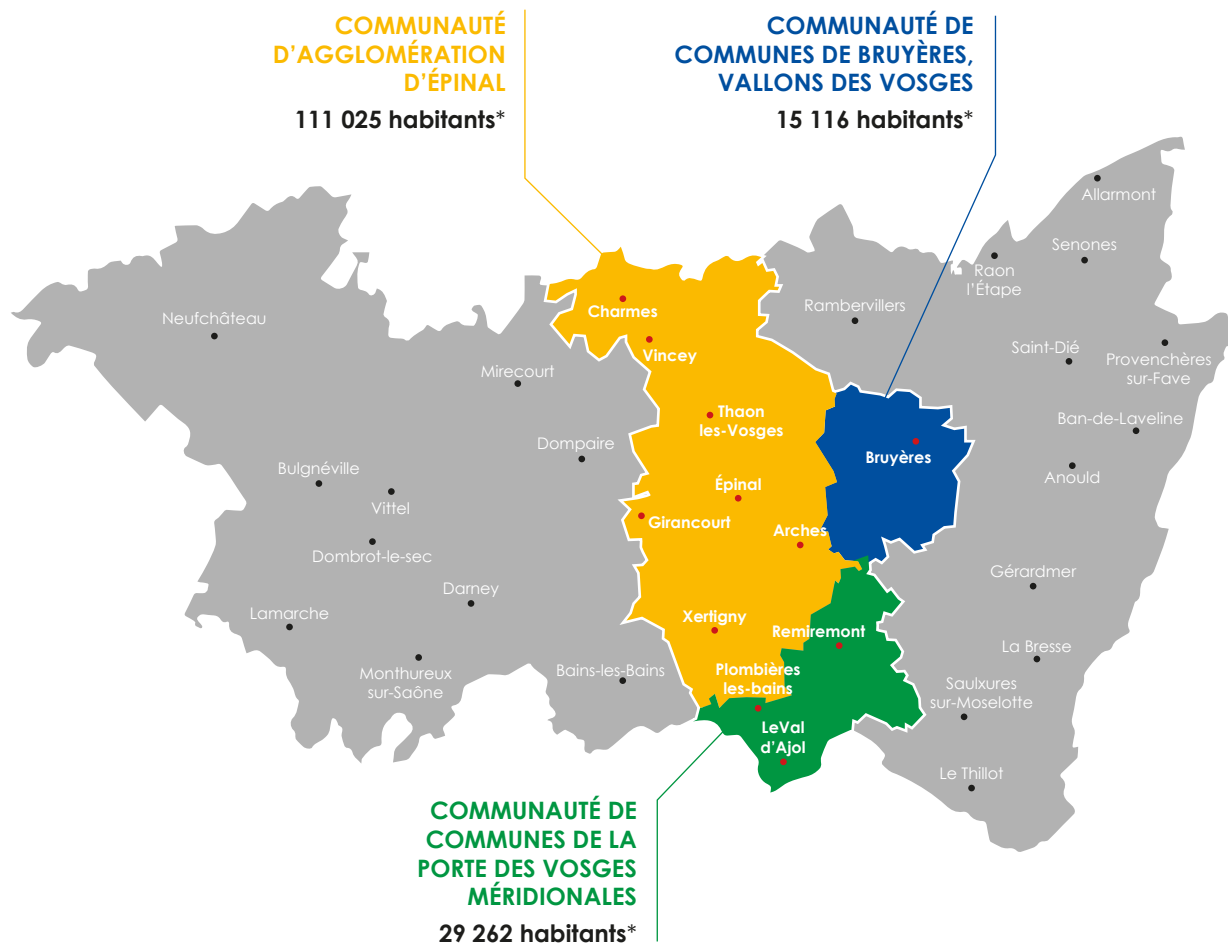 COMMUNAUTÉ
D'AGGLOMÉRATION
D'ÉPINAL
111 025 habitants*
COMMUNAUTÉ DE
COMMUNES DE BRUYÈRES,
VALLONS DES VOSGES
15 116 habitants*
Allarmont
Senones
Raon
l'Étape
Neufchâteau
Charmes
Rambervillers
Vincey
Saint-Dié
Provenchères
sur-Fave
Mirecourt
Thaon
les-Vosges
Ban-de-Laveline
Dompaire
Bruyères
Bulgnéville
Anould
Vittel
Épinal
Girancourt
Arches
Dombrot-le-sec
Gérardmer
Darney
Lamarche
Xertigny
Remiremont
La Bresse
Monthureux
sur-Saône
Bains-les-Bains
Plombières
les-bains
Saulxures
sur-Moselotte
LeVal
d'Ajol
Le Thillot
COMMUNAUTÉ DE
COMMUNES DE LA
PORTE DES VOSGES
MÉRIDIONALES
29 262 habitants*